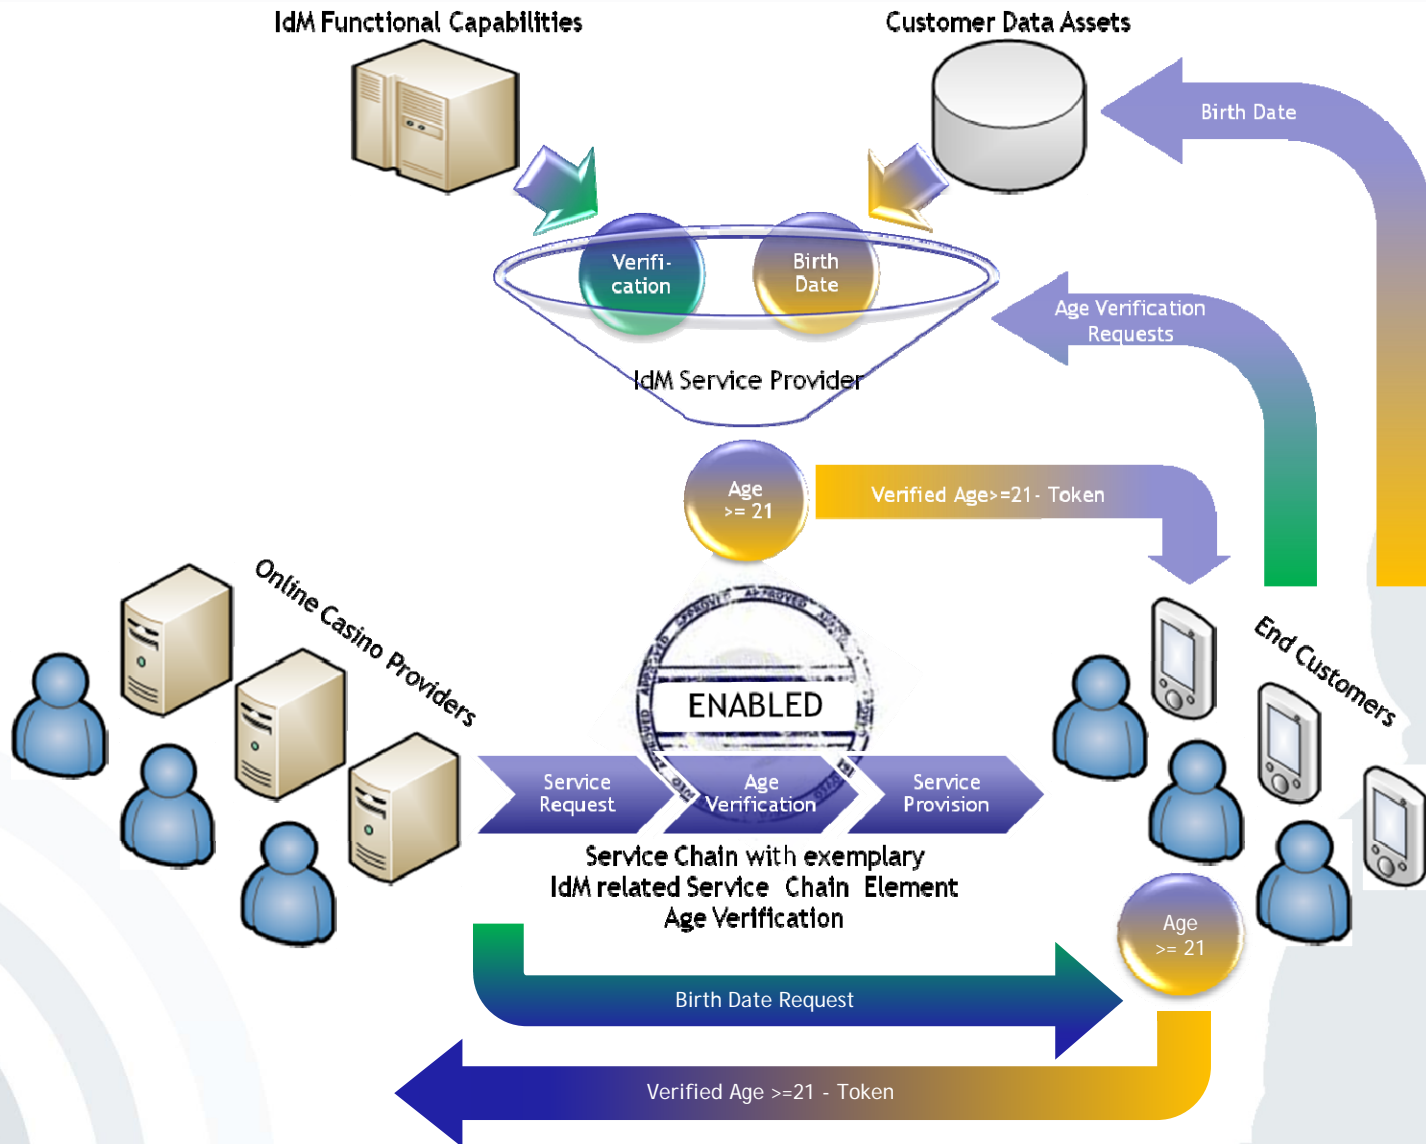 IdM Functional Capabilities
Customer Data Assets
Birth Date
Verifi-
cation
Birth
Date
Age Verification
Requests
IdM Service Provider
Age
>= 21
Verified Age>=21- Token
Online Casino Providers
End Customers
APPROVED
ENABLED
Service
Request
Age
Verification
Service
Provision
Service Chain with exemplary
IdM related Service Chain Element
Age Verification
Age
>= 21
Birth Date Request
Verified Age >=21 - Token